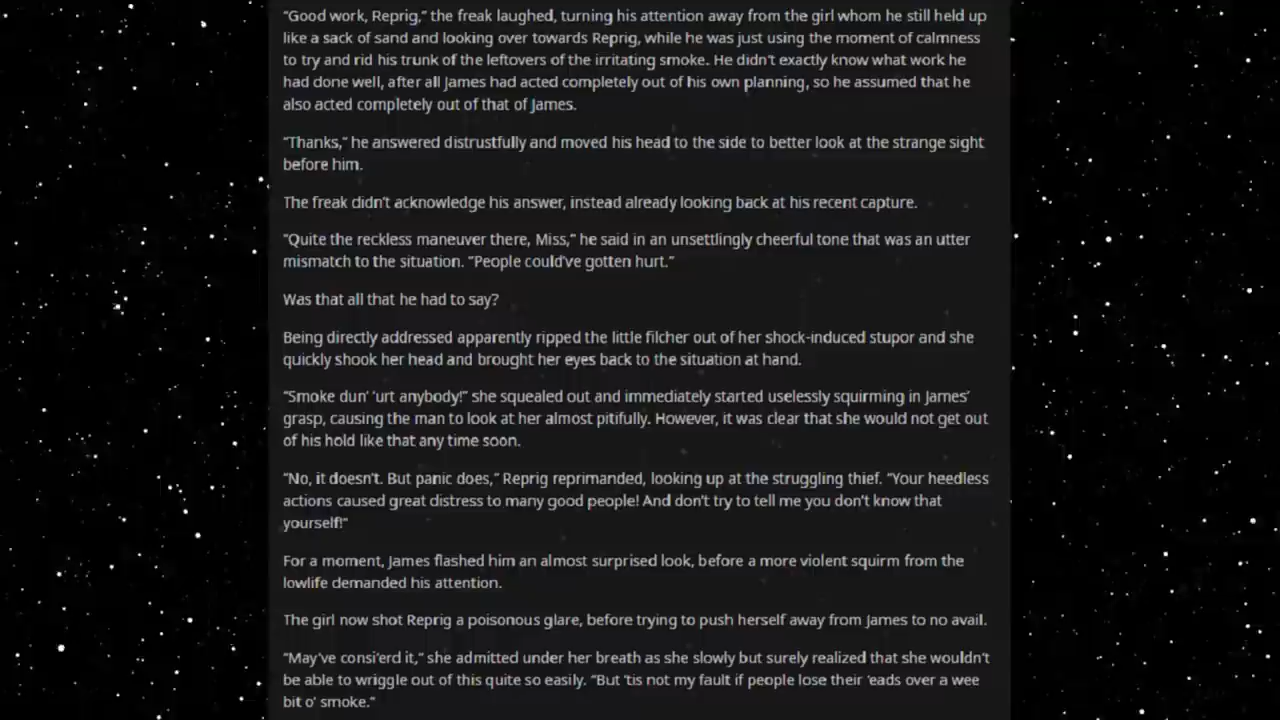 “Good work, Reprig,” the freak laughed, turning his attention away from the girl whom he still held up
like a sack of sand and looking over towards Reprig, while he was just using the moment of calmness
to try and rid his trunk of the leftovers of the irritating smoke. He didn’t exactly know what work he
had done well, after all James had acted completely out of his own planning, so he assumed that he
also acted completely out of that of James.
“Thanks,” he answered distrustfully and moved his head to the side to better look at the strange sight
before him.
The freak didn’t acknowledge his answer, instead already looking back at his recent capture.
“Quite the reckless maneuver there, Miss,” he said in an unsettlingly cheerful tone that was an utter
mismatch to the situation. “People could’ve gotten hurt.”
Was that all that he had to say?
Being directly addressed apparently ripped the little filcher out of her shock-induced stupor and she
quickly shook her head and brought her eyes back to the situation at hand.
“Smoke dun’ ‘urt anybody!” she squealed out and immediately started uselessly squirming in James’
grasp, causing the man to look at her almost pitifully. However, it was clear that she would not get out
of his hold like that any time soon.
“No, it doesn’t. But panic does,” Reprig reprimanded, looking up at the struggling thief. “Your heedless
actions caused great distress to many good people! And don’t try to tell me you don’t know that
yourself!”
For a moment, James flashed him an almost surprised look, before a more violent squirm from the
lowlife demanded his attention.
The girl now shot Reprig a poisonous glare, before trying to push herself away from James to no avail.
“May’ve consi’erd it,” she admitted under her breath as she slowly but surely realized that she wouldn’t
be able to wriggle out of this quite so easily. “But ‘tis not my fault if people lose their ‘eads over a wee
bit o’ smoke.”